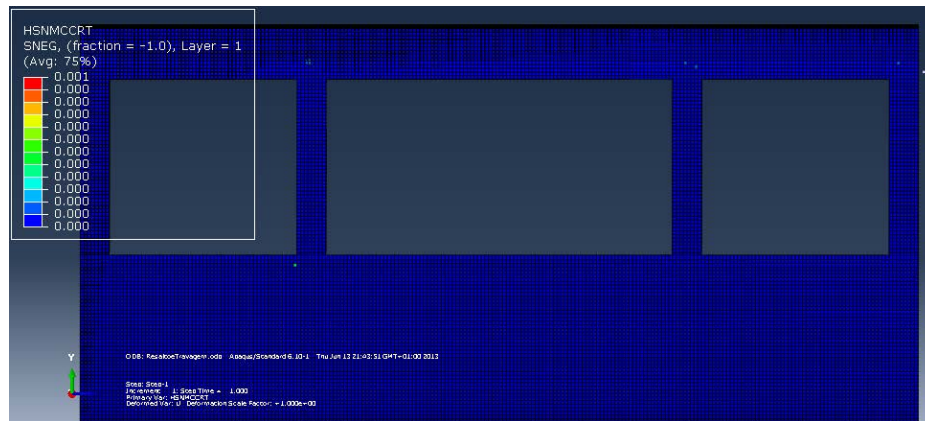 HSNMCCRT
SNEG, (fraction = -1.0), Layer = 1
(Avg: 75%)
0.001
0.000
0.000
0.000
0.000
0.000
0.000
0.000
0.000
0.000
0.000
0.000
0.000
Y
ODB: ResaltoeTravagem.odb Abaqus/Standard 6.10-1 Thu Jun 13 21:43:51 GMT+01:00 2013
Step: Step-1
Increment 1: Step Time = 1.000
Primary Var: HSNMCCRT
Deformed Var: U Deformation Scale Factor: +1.000e+00